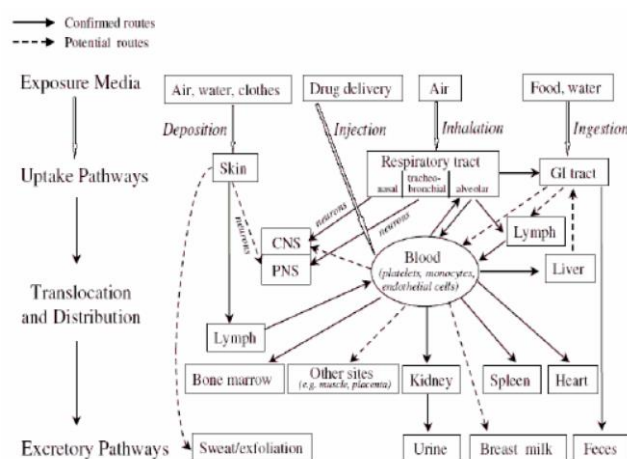 Confirmed routes
Potential routes
Exposure Media
Air, water, clothes
Drug delivery
Air
Food, water
Deposition
Injection
Inhalation
Ingestion
Uptake Pathways
Skin
Respiratory tract
nasal
tracheo-
bronchial
alveolar
GI tract
neurons
neurons
neurons
CNS
PNS
Lymph
Blood
(platelets, monocytes,
endothelial cells)
Liver
Translocation
and Distribution
Lymph
Bone marrow
Other sites
(e.g. muscle, placenta)
Kidney
Spleen
Heart
Excretory Pathways
Sweat/exfoliation
Urine
Breast milk
Feces